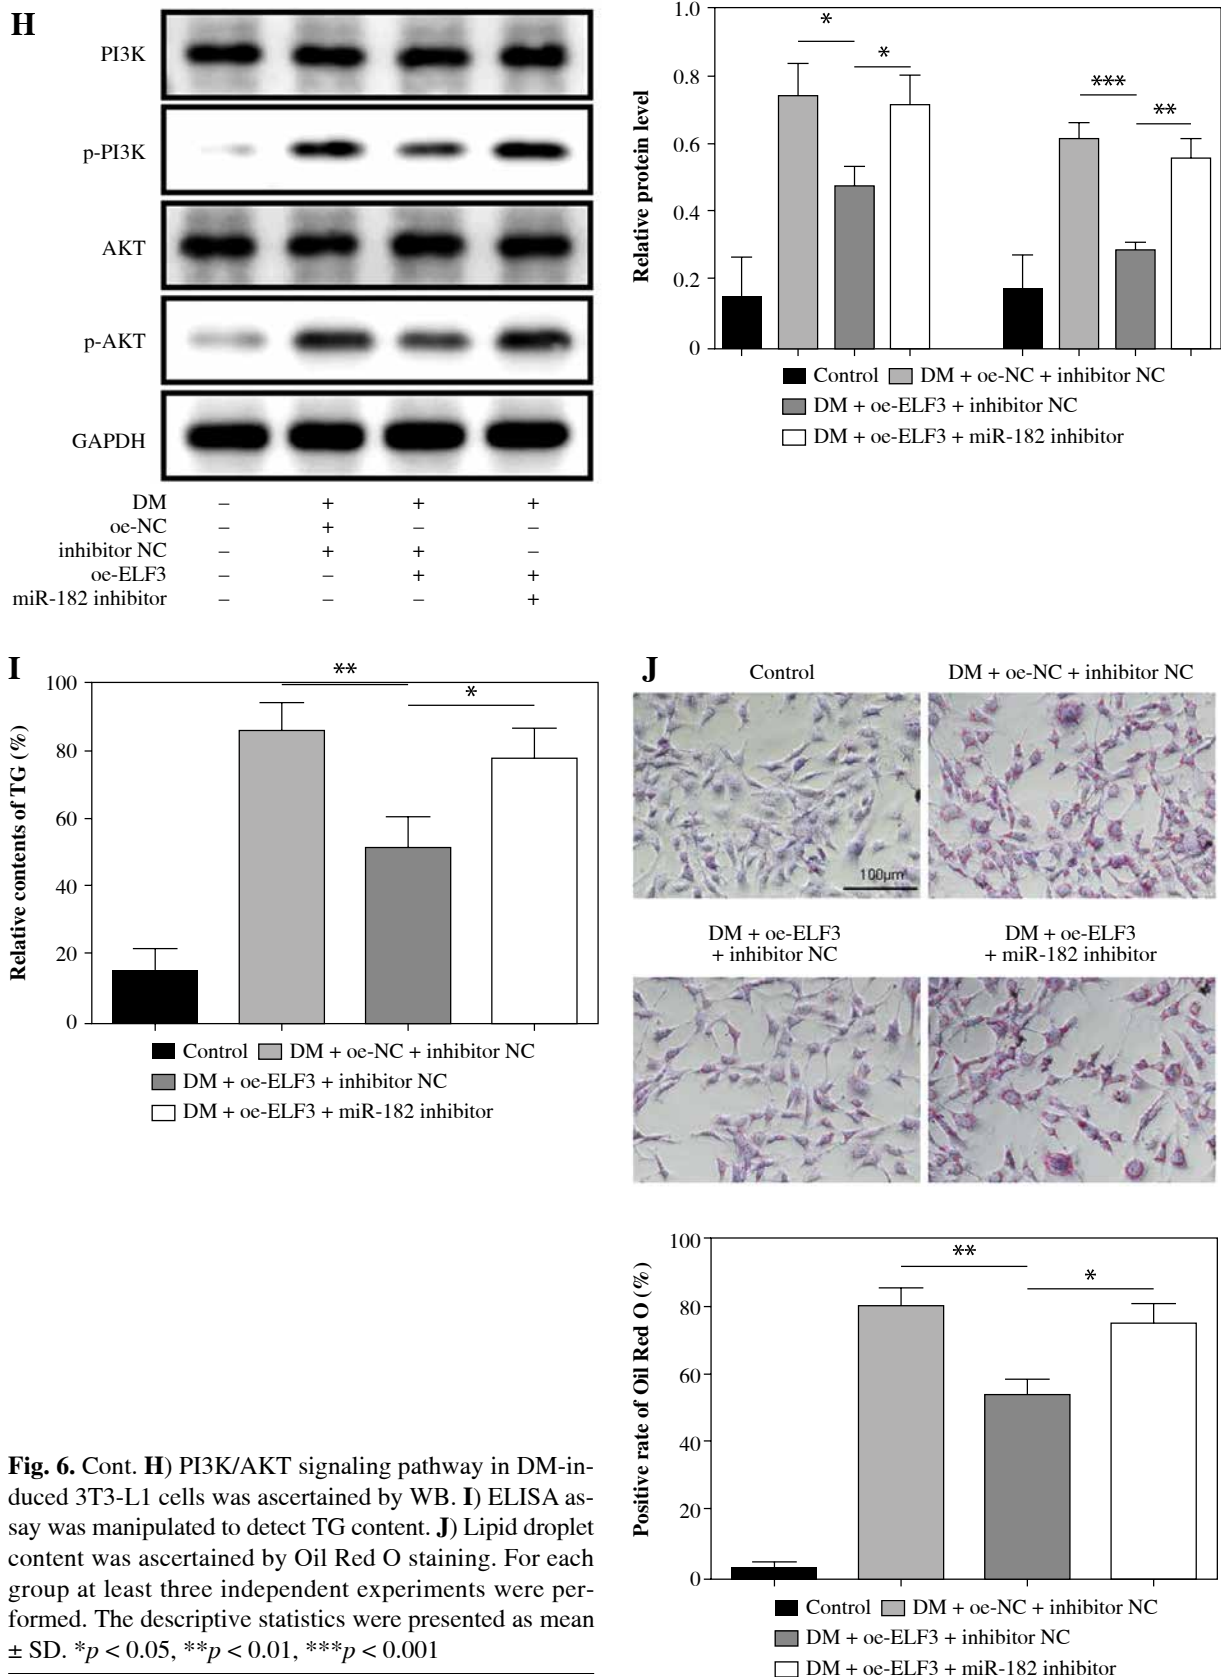 H
PI3K
p-PI3K
AKT
p-AKT
GAPDH
DM – + + +
oe-NC – + – –
inhibitor NC – + + –
oe-ELF3 – – + +
miR-182 inhibitor – – – +
Relative protein level
1.0
0.8
0.6
0.4
0.2
0
* *
*** **
Control DM + oe-NC + inhibitor NC
DM + oe-ELF3 + inhibitor NC
DM + oe-ELF3 + miR-182 inhibitor
I
Relative contents of TG (%)
100
80
60
40
20
0
** *
Control DM + oe-NC + inhibitor NC
DM + oe-ELF3 + inhibitor NC
DM + oe-ELF3 + miR-182 inhibitor
J
Control DM + oe-NC + inhibitor NC
100µm
DM + oe-ELF3
+ inhibitor NC
DM + oe-ELF3
+ miR-182 inhibitor
Positive rate of Oil Red O (%)
100
80
60
40
20
0
** *
Control DM + oe-NC + inhibitor NC
DM + oe-ELF3 + inhibitor NC
DM + oe-ELF3 + miR-182 inhibitor
Fig. 6. Cont. H) PI3K/AKT signaling pathway in DM-in-
duced 3T3-L1 cells was ascertained by WB. I) ELISA as-
say was manipulated to detect TG content. J) Lipid droplet
content was ascertained by Oil Red O staining. For each
group at least three independent experiments were per-
formed. The descriptive statistics were presented as mean
± SD. *p < 0.05, **p < 0.01, ***p < 0.001